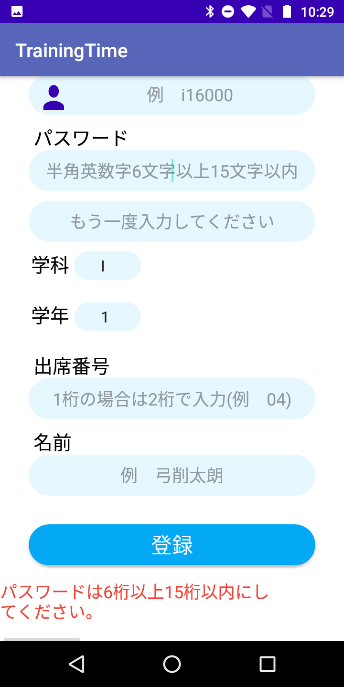 10:29
TrainingTime
例 i16000
パスワード
半角英数字6文字以上15文字以内
もう一度入力してください
学科 I
学年 1
出席番号
1桁の場合は2桁で入力(例 04)
名前
例 弓削太朗
登録
パスワードは6桁以上15桁以内にし
てください。